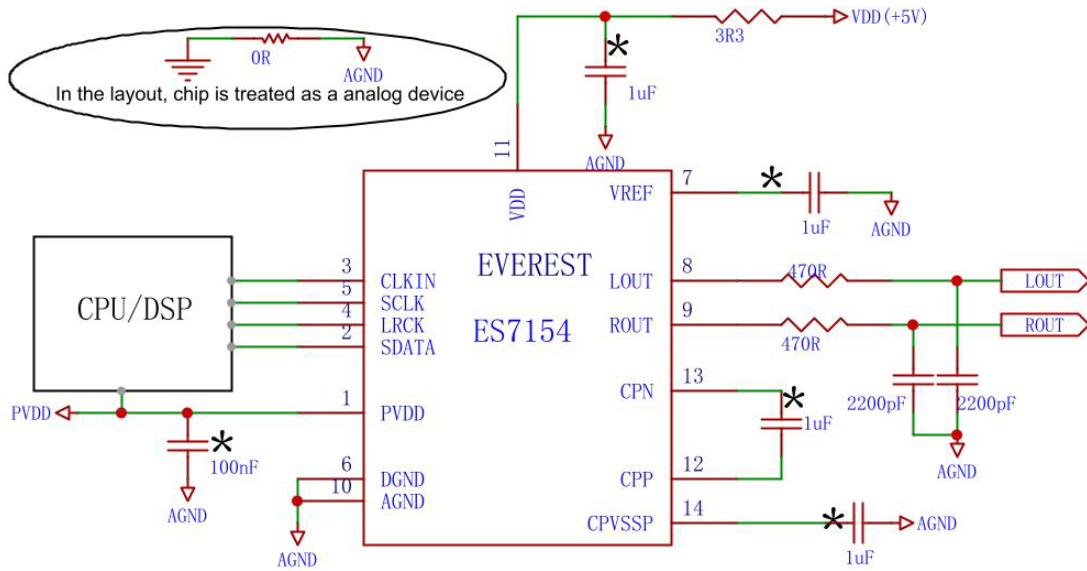 0R
AGND
In the layout, chip is treated as a analog device
VDD(+5V)
3R3
*
1uF
AGND
11
VDD
7
VREF
*
1uF
AGND
CPU/DSP
3
CLKIN
5
SCLK
4
LRCK
2
SDATA
EVEREST
ES7154
8
LOUT
470R
LOUT
9
ROUT
470R
ROUT
2200pF
2200pF
AGND
13
CPN
*
1uF
12
CPP
PVDD
1
PVDD
*
100nF
AGND
6
DGND
10
AGND
AGND
14
CPVSSP
*
1uF
AGND